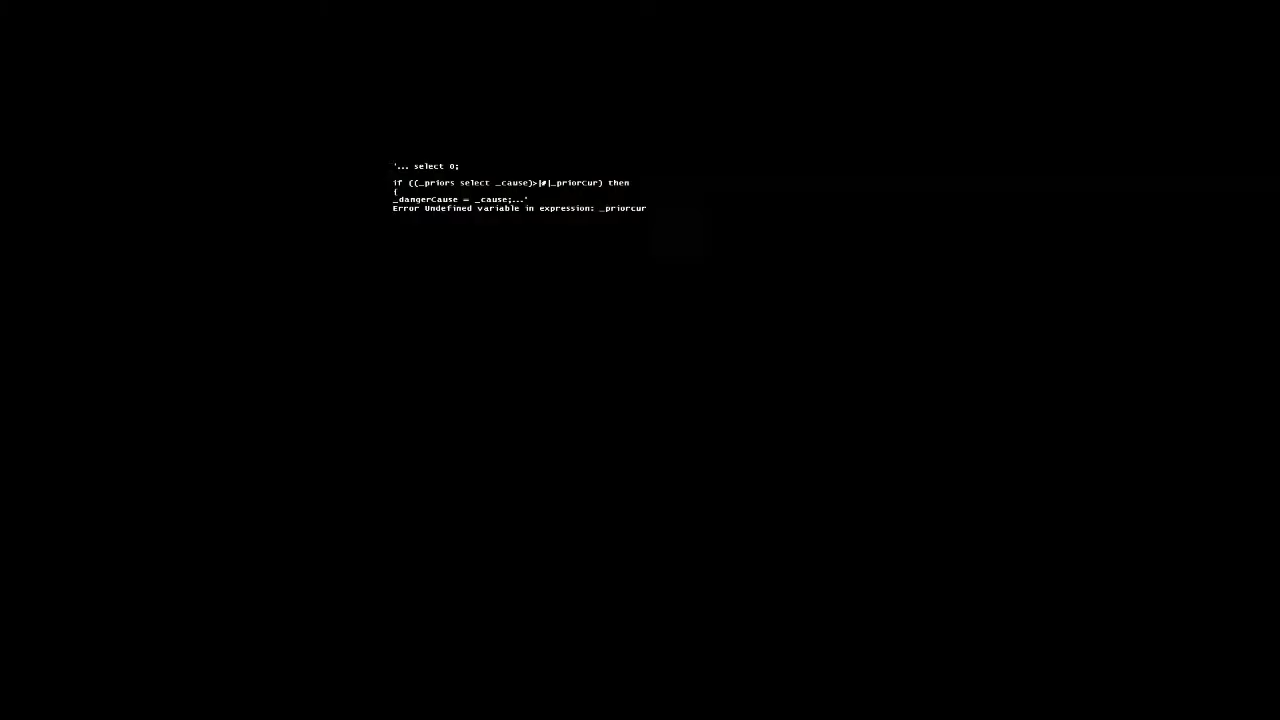 '... select 0;
if ((_priors select _cause)>|#|_priorCur) then
{
_dangerCause = _cause;...'
Error Undefined variable in expression: _priorcur